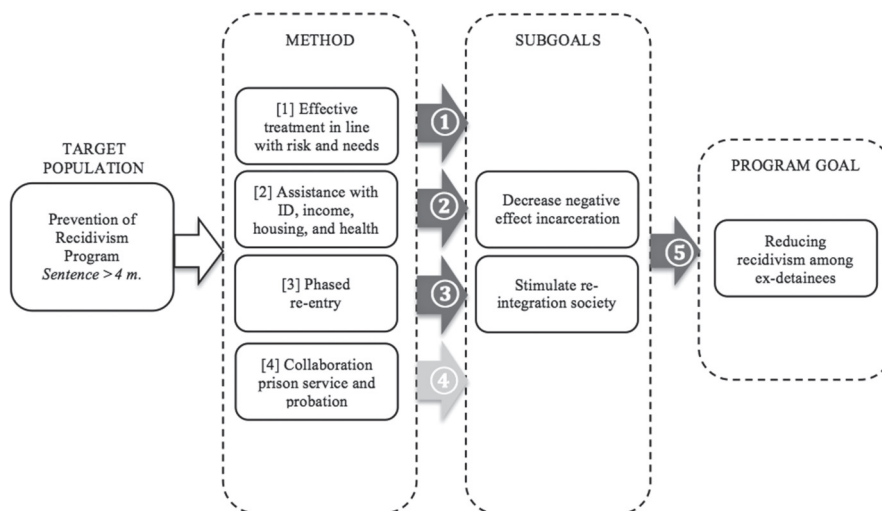 METHOD
SUBGOALS
[1] Effective
treatment in line
with risk and needs
1
TARGET
POPULATION
PROGRAM GOAL
[2] Assistance with
ID, income,
housing, and health
2
Decrease negative
effect incarceration
Prevention of
Recidivism
Program
Sentence > 4 m.
5
Reducing
recidivism among
ex-detainees
[3] Phased
re-entry
3
Stimulate re-
integration society
[4] Collaboration
prison service and
probation
4